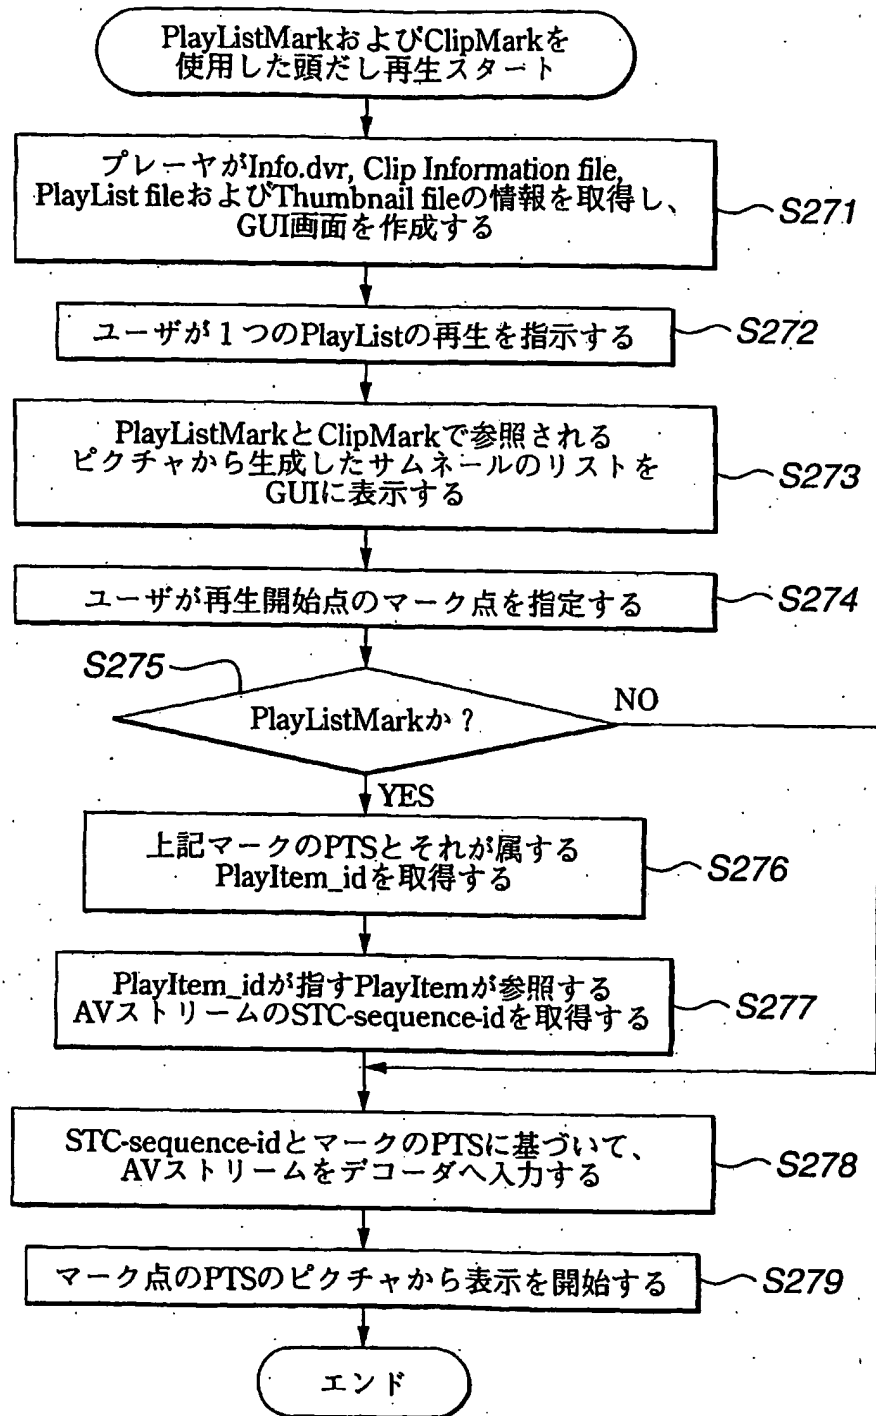 PlayListMarkおよびClipMarkを
使用した頭だし再生スタート
プレーヤがInfo.dvr, Clip Information file,
PlayList fileおよびThumbnail fileの情報を取得し、
GUI画面を作成する
S271
ユーザが1つのPlayListの再生を指示する
S272
PlayListMarkとClipMarkで参照される
ピクチャから生成したサムネールのリストを
GUIに表示する
S273
ユーザが再生開始点のマーク点を指定する
S274
S275
PlayListMarkか？
NO
YES
上記マークのPTSとそれが属する
PlayItem_idを取得する
S276
PlayItem_idが指すPlayItemが参照する
AVストリームのSTC-sequence-idを取得する
S277
STC-sequence-idとマークのPTSに基づいて、
AVストリームをデコーダへ入力する
S278
マーク点のPTSのピクチャから表示を開始する
S279
エンド